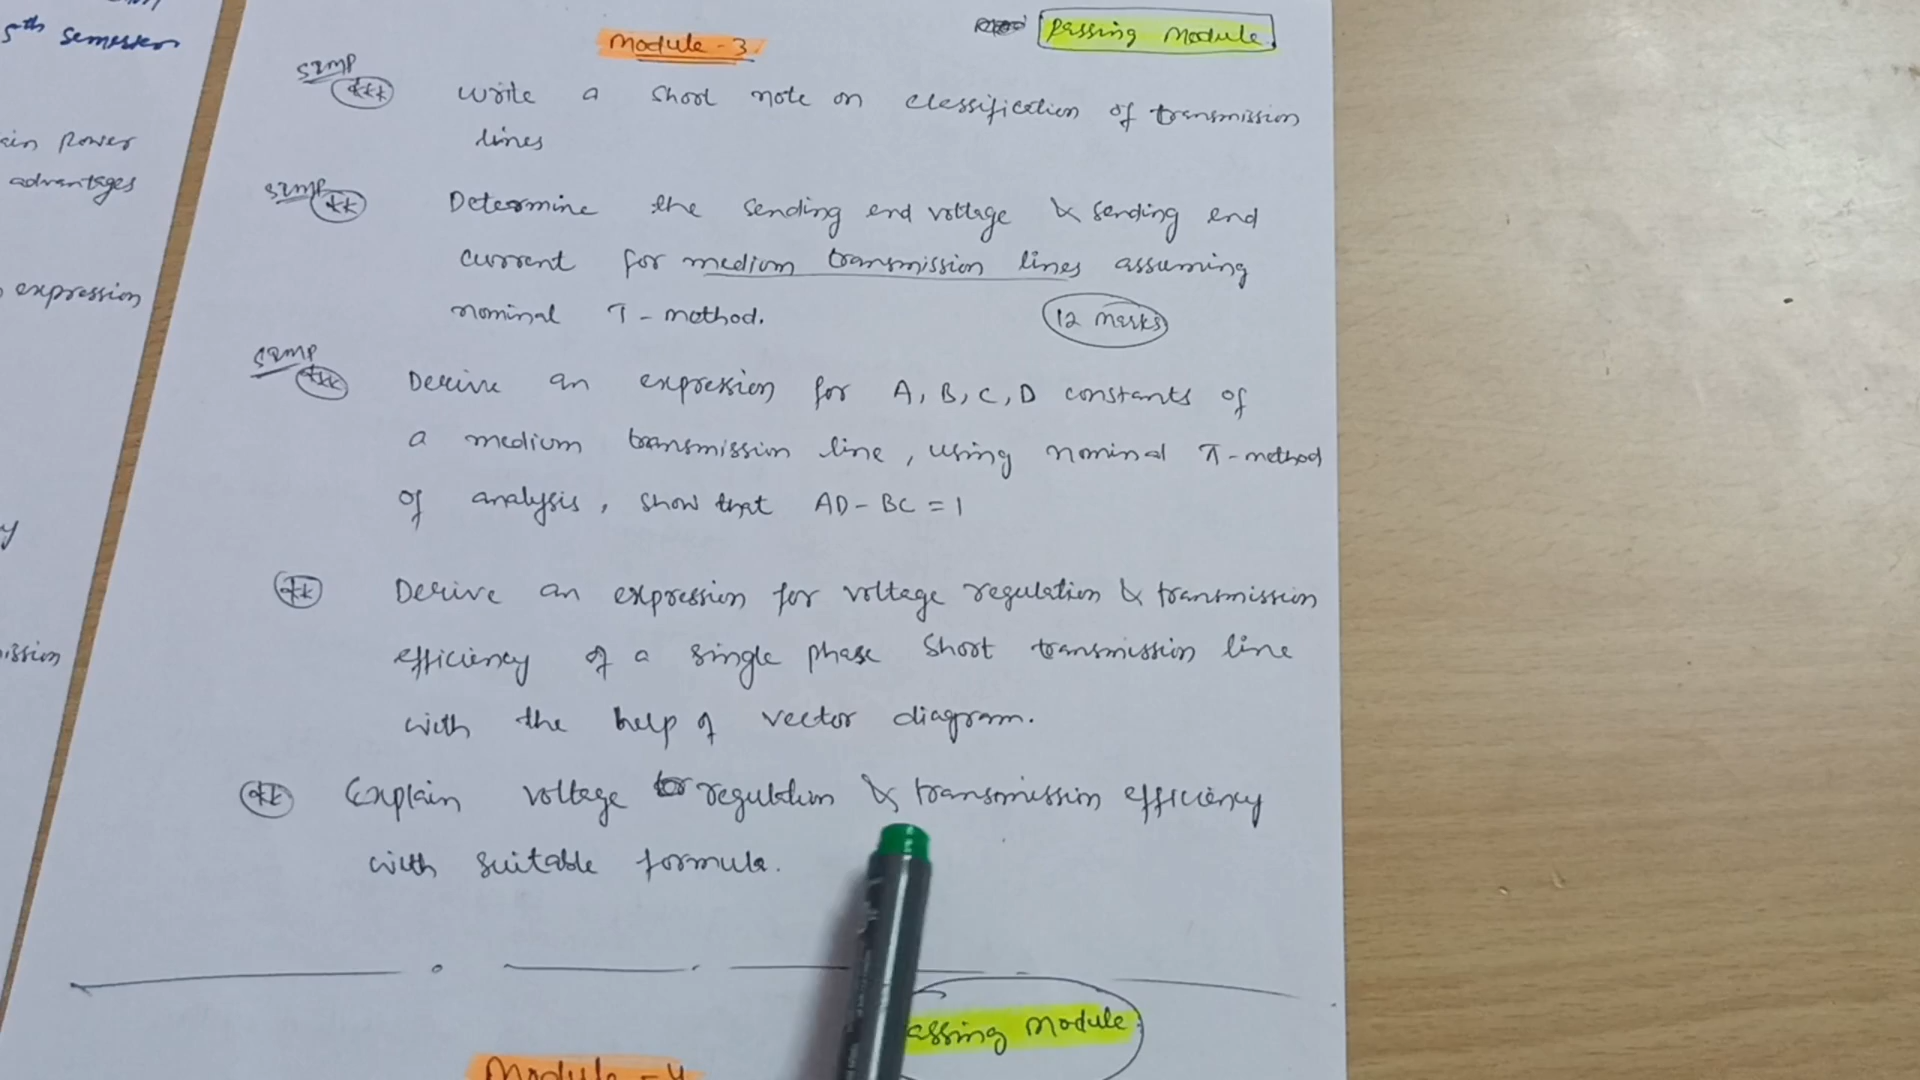 5th semester
Module - 3
Passing Module
SIMP
*** Write a short note on classification of transmission
lines
SIMP
** Determine the sending end voltage & sending end
current for medium transmission lines assuming
nominal T - method.
12 marks
SIMP
*** Derive an expression for A, B, C, D constants of
a medium transmission line, using nominal π - method
of analysis, show that AD - BC = 1
** Derive an expression for voltage regulation & transmission
efficiency of a single phase short transmission line
with the help of vector diagram.
** Explain voltage regulation & transmission efficiency
with suitable formula.
assing Module
Module - 4
power
advantages
expression
ission